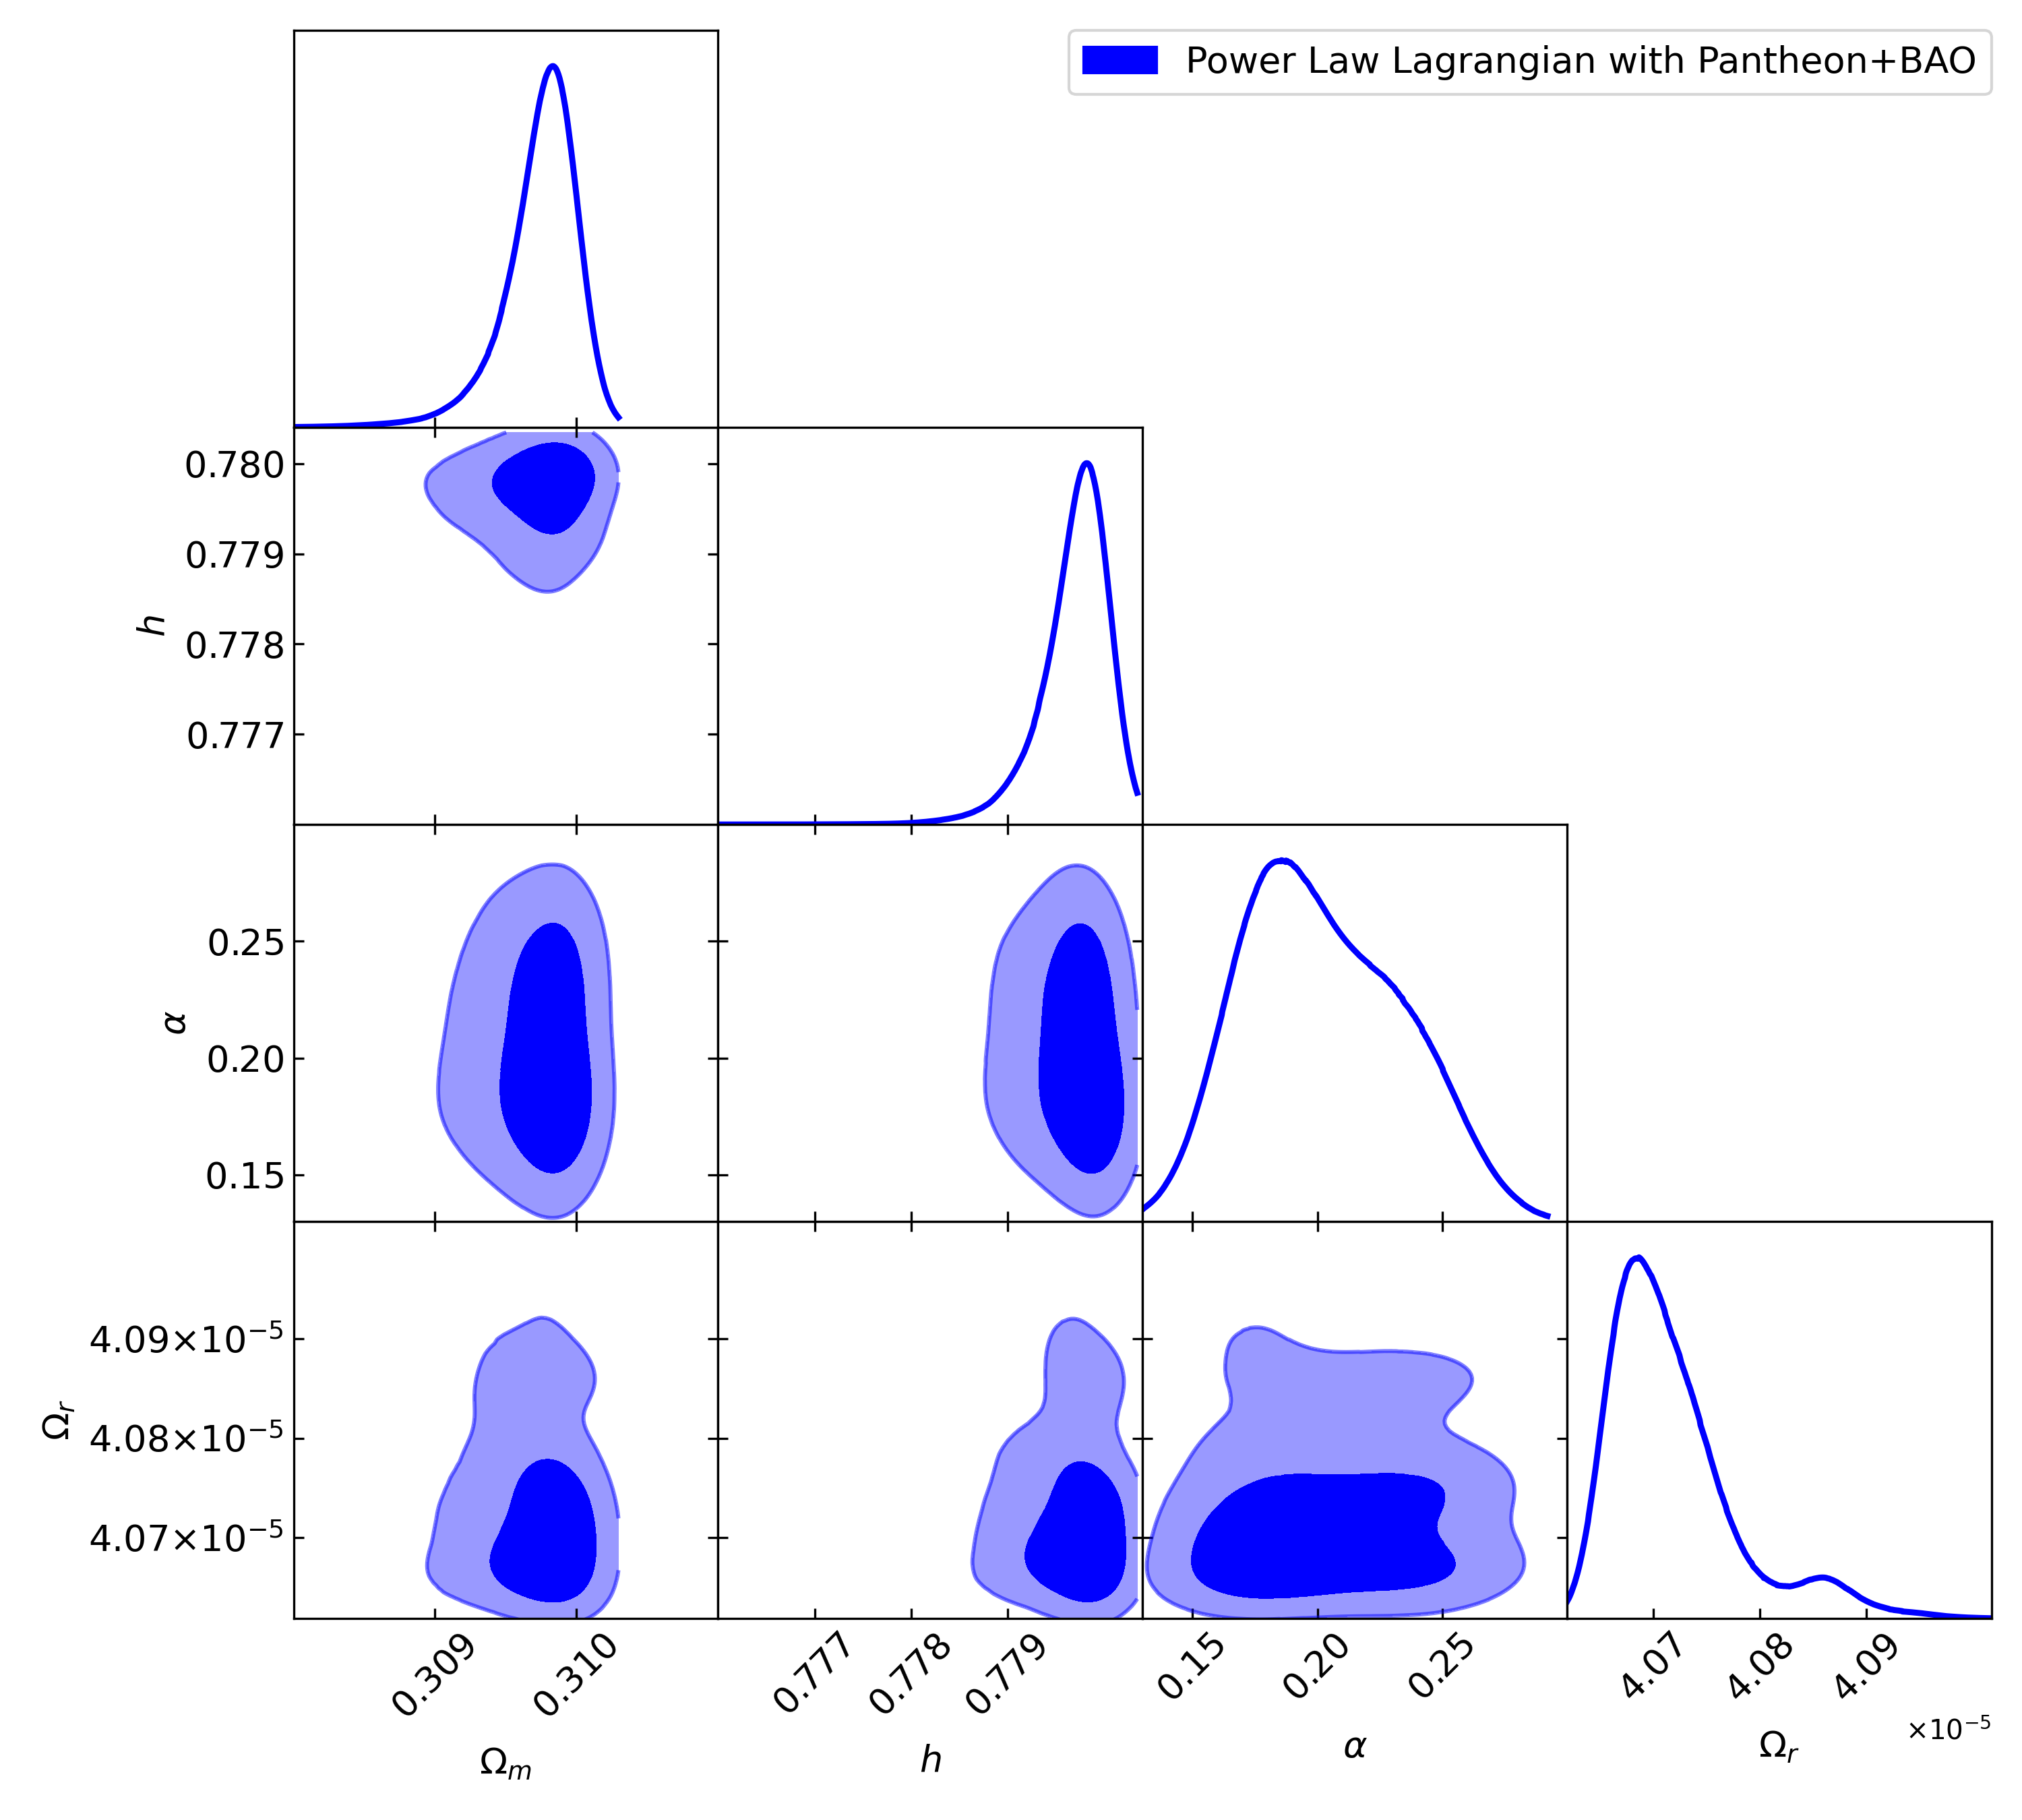 Power Law Lagrangian with Pantheon+BAO
0.780
0.779
0.778
0.777
h
0.25
0.20
0.15
α
4.09×10⁻⁵
4.08×10⁻⁵
4.07×10⁻⁵
Ωᵣ
0.309 0.310
0.777 0.778 0.779
0.15 0.20 0.25
4.07 4.08 4.09
×10⁻⁵
Ωₘ h α Ωᵣ